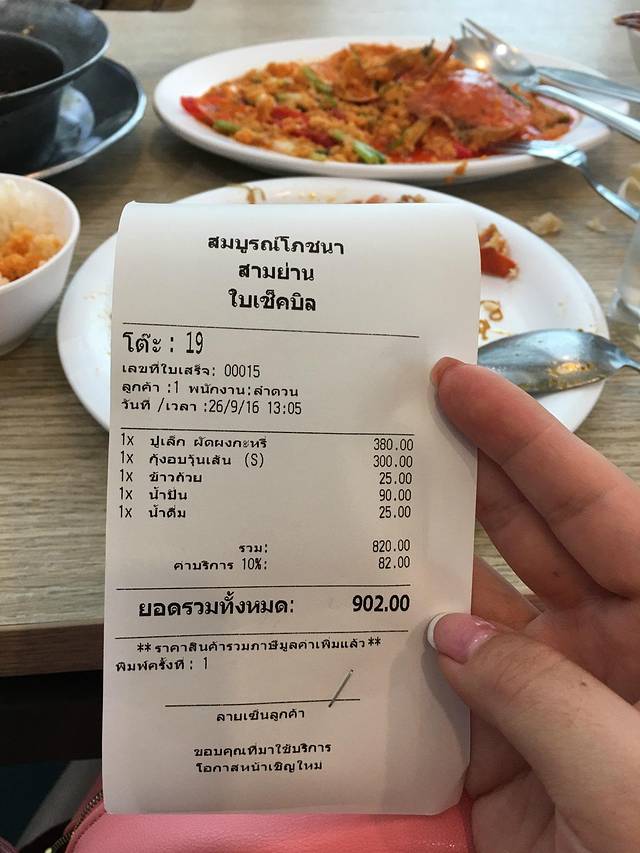 สมบูรณ์โภชนา
สามย่าน
ใบเช็คบิล
โต๊ะ : 19
เลขที่ใบเสร็จ: 00015
ลูกค้า :1 พนักงาน:ลำดวน
วันที่ /เวลา :26/9/16 13:05
1x ปูเล็ก ผัดผงกะหรี่ 380.00
1x กุ้งอบวุ้นเส้น (S) 300.00
1x ข้าวถ้วย 25.00
1x น้ำปั่น 90.00
1x น้ำดื่ม 25.00
รวม: 820.00
ค่าบริการ 10%: 82.00
ยอดรวมทั้งหมด: 902.00
**ราคาสินค้ารวมภาษีมูลค่าเพิ่มแล้ว**
พิมพ์ครั้งที่ : 1
ลายเซ็นลูกค้า
ขอบคุณที่มาใช้บริการ
โอกาสหน้าเชิญใหม่